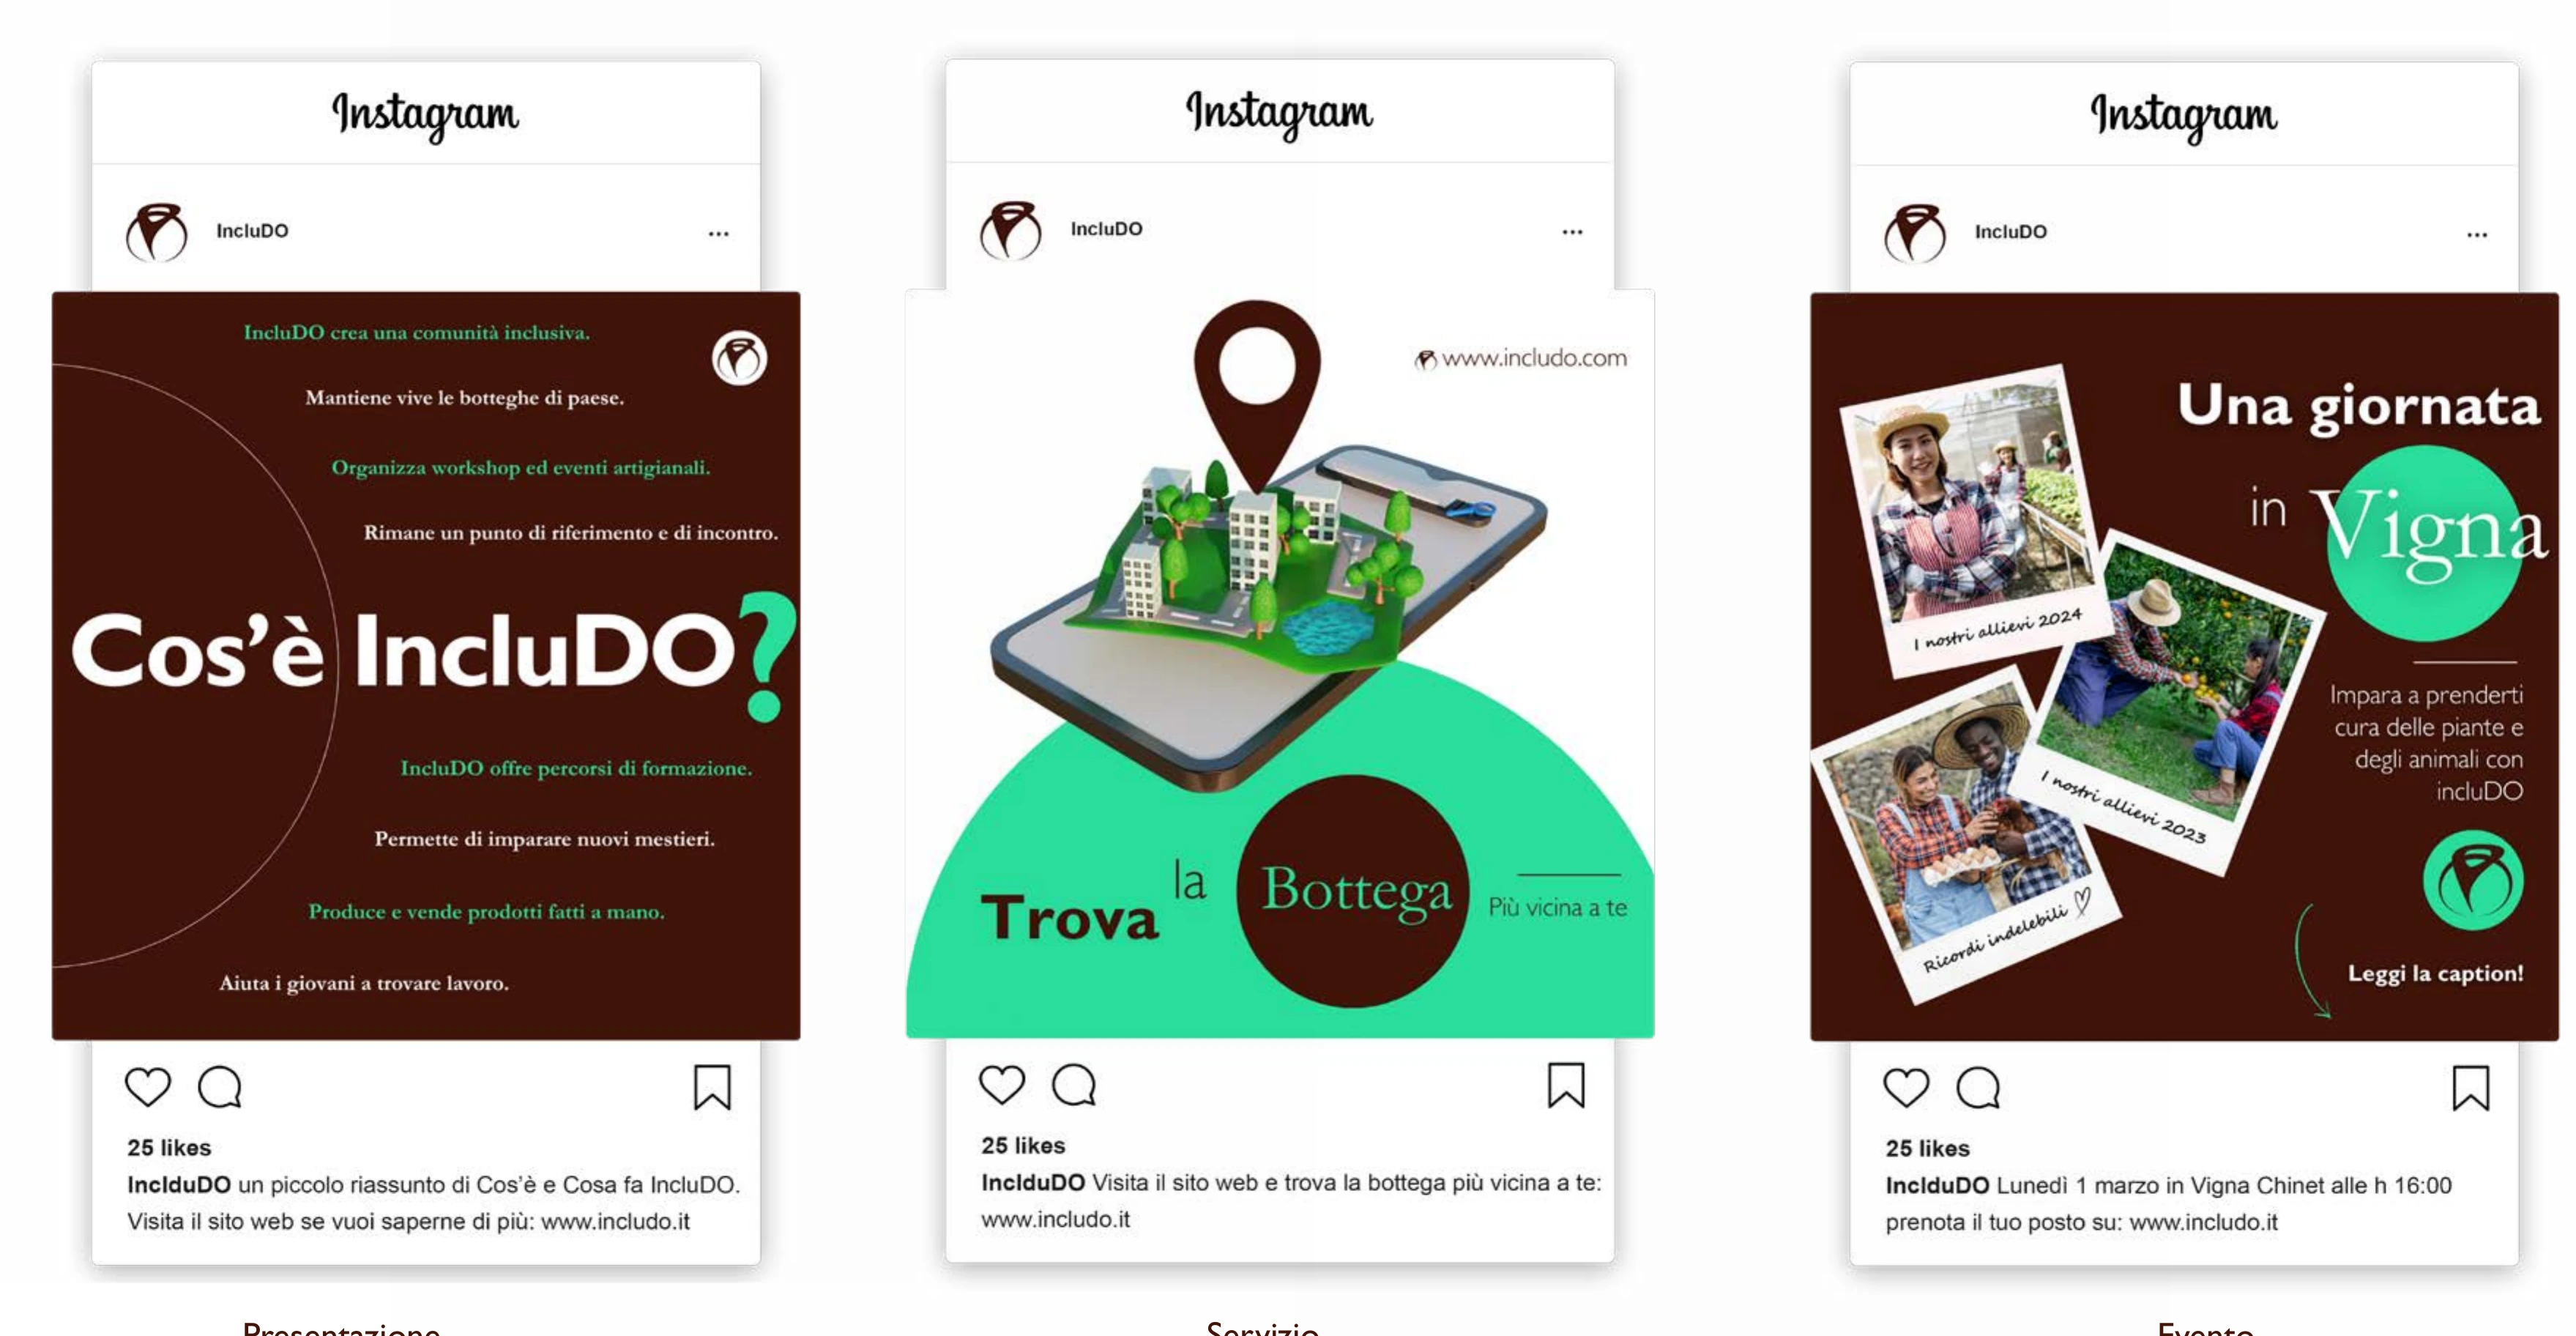 Instagram
IncluDO
IncluDO crea una comunità inclusiva.
Mantiene vive le botteghe di paese.
Organizza workshop ed eventi artigianali.
Rimane un punto di riferimento e di incontro.
Cos'è IncluDO?
IncluDO offre percorsi di formazione.
Permette di imparare nuovi mestieri.
Produce e vende prodotti fatti a mano.
Aiuta i giovani a trovare lavoro.
25 likes
InclduDO un piccolo riassunto di Cos'è e Cosa fa IncluDO.
Visita il sito web se vuoi saperne di più: www.includo.it
Presentazione
Instagram
IncluDO
www.includo.com
Trova la Bottega
Più vicina a te
25 likes
InclduDO Visita il sito web e trova la bottega più vicina a te:
www.includo.it
Servizio
Instagram
IncluDO
Una giornata
in Vigna
I nostri allievi 2024
I nostri allievi 2023
Ricordi indelebili
Impara a prenderti
cura delle piante e
degli animali con
incluDO
Leggi la caption!
25 likes
InclduDO Lunedì 1 marzo in Vigna Chinet alle h 16:00
prenota il tuo posto su: www.includo.it
Evento